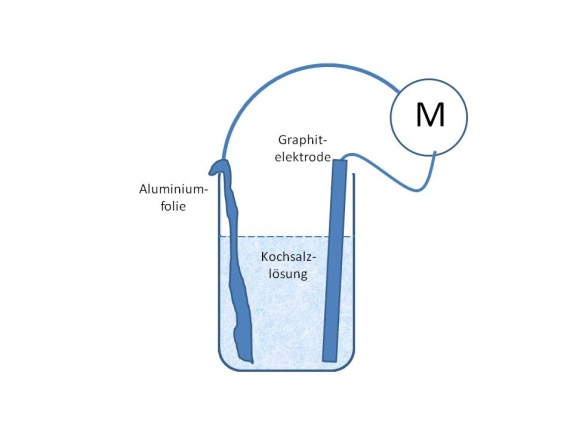 M
Graphit-
elektrode
Aluminium-
folie
Kochsalz-
lösung